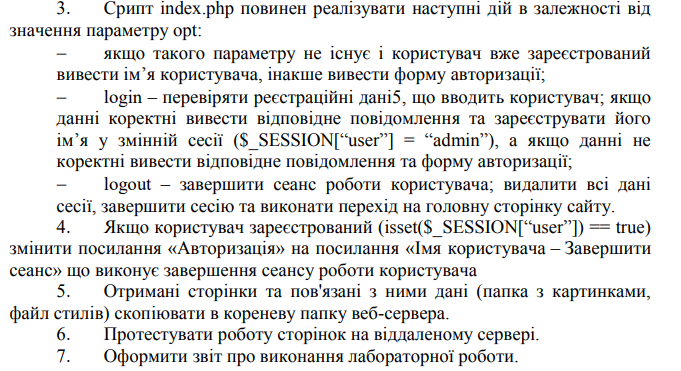 3. Срипт index.php повинен реалізувати наступні дій в залежності від
значення параметру opt:
– якщо такого параметру не існує і користувач вже зареєстрований
вивести ім’я користувача, інакше вивести форму авторизації;
– login – перевіряти реєстраційні дані5, що вводить користувач; якщо
данні коректні вивести відповідне повідомлення та зареєструвати його
ім’я у змінній сесії ($_SESSION[“user”] = “admin”), а якщо данні не
коректні вивести відповідне повідомлення та форму авторизації;
– logout – завершити сеанс роботи користувача; видалити всі дані
сесії, завершити сесію та виконати перехід на головну сторінку сайту.
4. Якщо користувач зареєстрований (isset($_SESSION[“user”]) == true)
змінити посилання «Авторизація» на посилання «Імя користувача – Завершити
сеанс» що виконує завершення сеансу роботи користувача
5. Отримані сторінки та пов'язані з ними дані (папка з картинками,
файл стилів) скопіювати в кореневу папку веб-сервера.
6. Протестувати роботу сторінок на віддаленому сервері.
7. Оформити звіт про виконання лабораторної роботи.